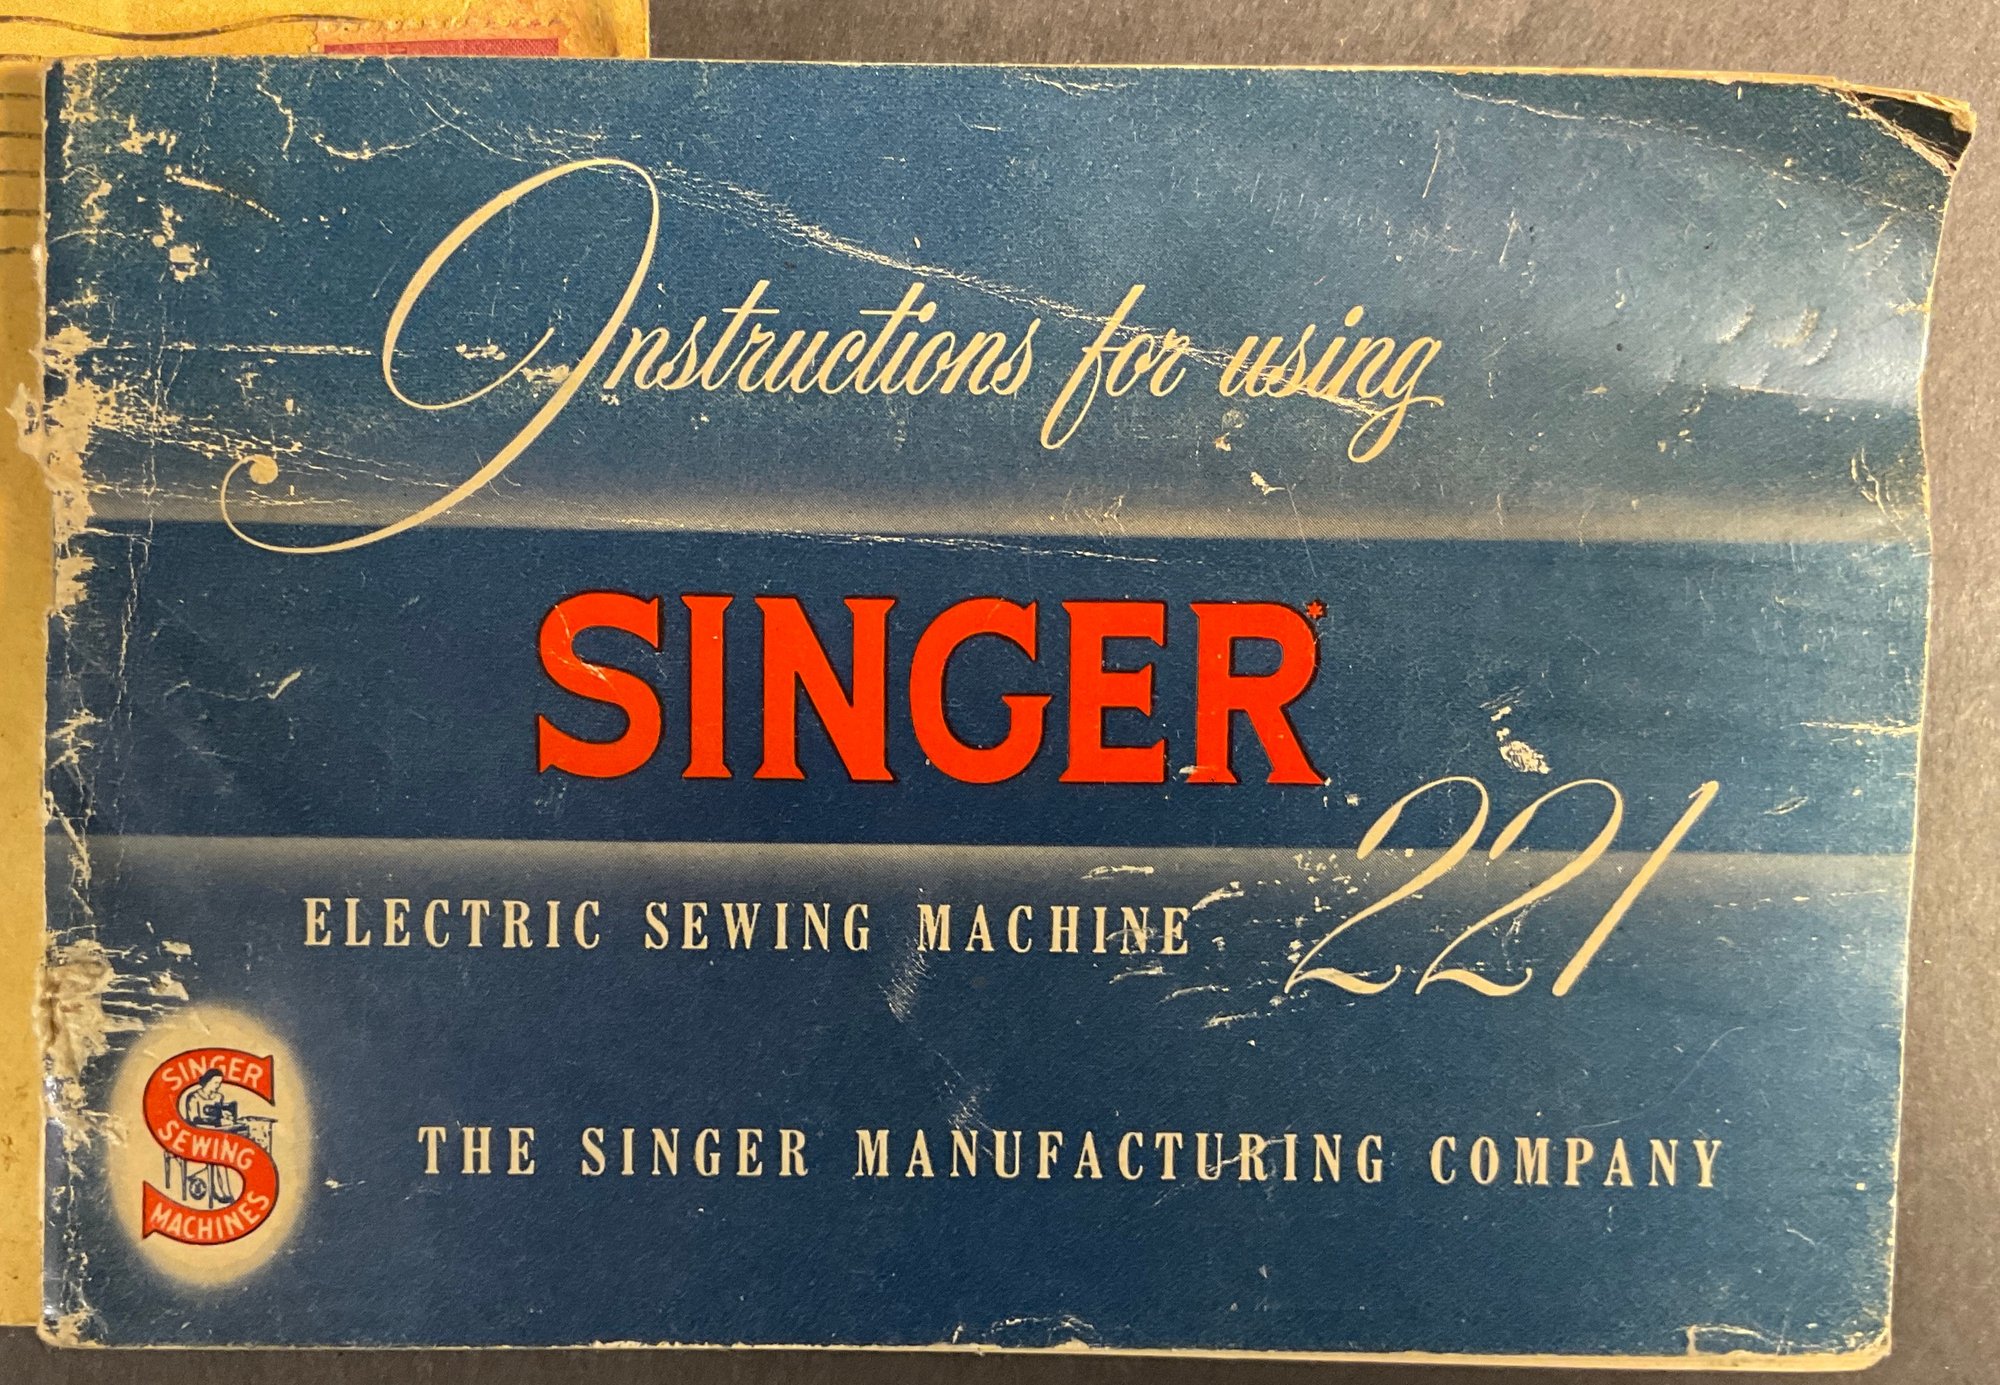 Instructions for using
SINGER*
ELECTRIC SEWING MACHINE 221
SINGER
SEWING
MACHINES
THE SINGER MANUFACTURING COMPANY